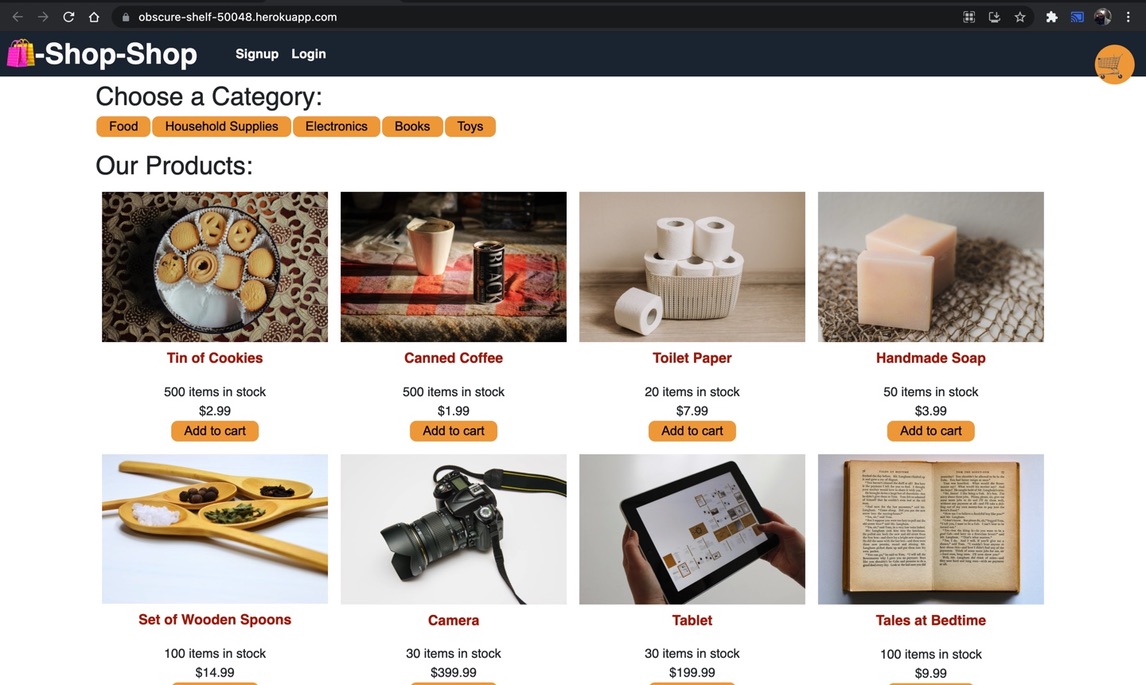 obscure-shelf-50048.herokuapp.com
-Shop-Shop Signup Login
Choose a Category:
Food Household Supplies Electronics Books Toys
Our Products:
BLACK
Tin of Cookies Canned Coffee Toilet Paper Handmade Soap
500 items in stock 500 items in stock 20 items in stock 50 items in stock
$2.99 $1.99 $7.99 $3.99
Add to cart Add to cart Add to cart Add to cart
Set of Wooden Spoons Camera Tablet Tales at Bedtime
100 items in stock 30 items in stock 30 items in stock 100 items in stock
$14.99 $399.99 $199.99 $9.99